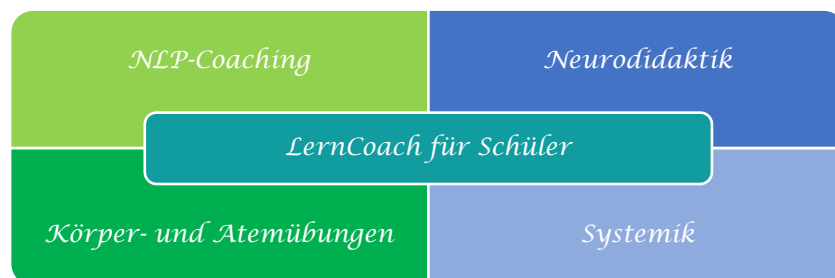 NLP-Coaching
Neurodidaktik
LernCoach für Schüler
Körper- und Atemübungen
Systemik